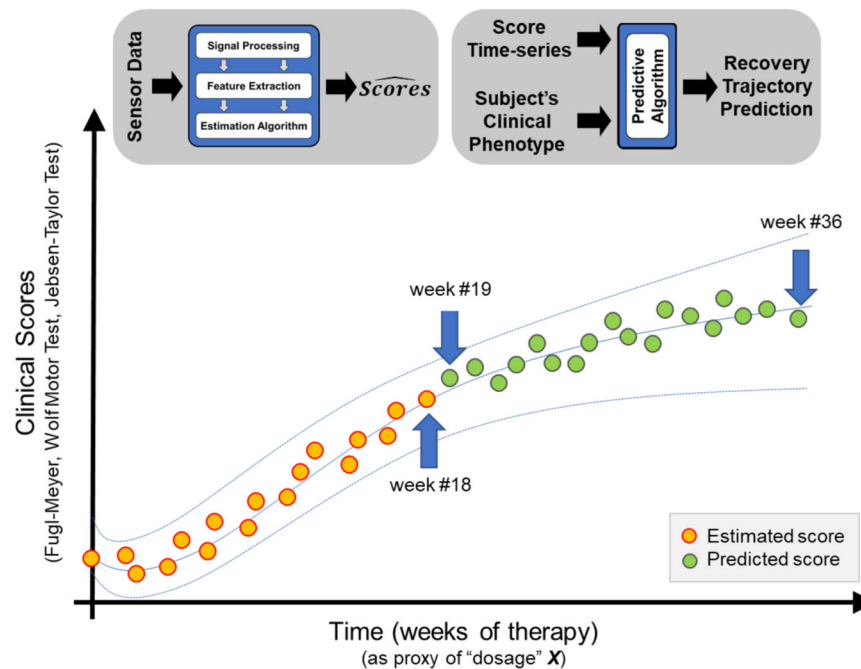 Sensor Data
Signal Processing
Feature Extraction
Estimation Algorithm
Scores
Score
Time-series
Subject's
Clinical
Phenotype
Predictive
Algorithm
Recovery
Trajectory
Prediction
Clinical Scores
(Fugl-Meyer, Wolf Motor Test, Jebsen-Taylor Test)
week #36
week #19
week #18
Estimated score
Predicted score
Time (weeks of therapy)
(as proxy of "dosage" X)